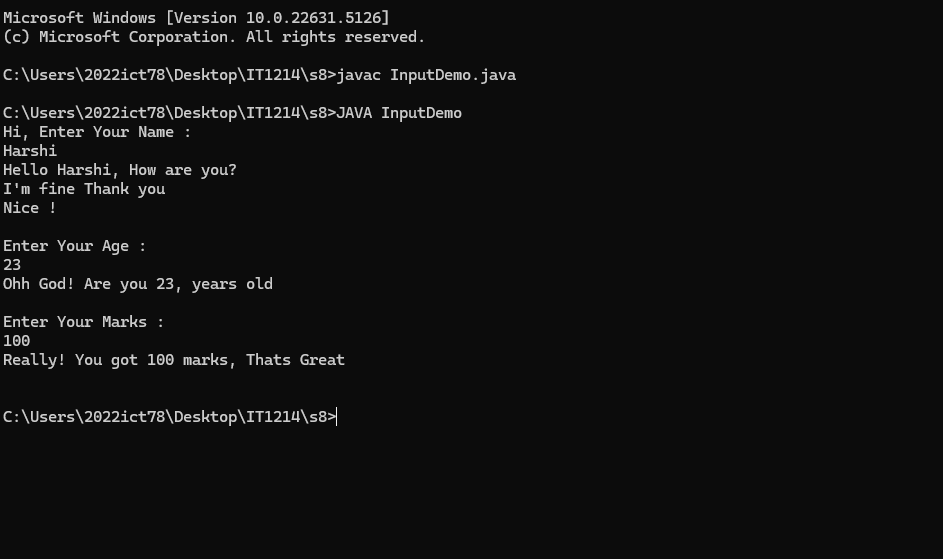 Microsoft Windows [Version 10.0.22631.5126]
(c) Microsoft Corporation. All rights reserved.
C:\Users\2022ict78\Desktop\IT1214\s8>javac InputDemo.java
C:\Users\2022ict78\Desktop\IT1214\s8>JAVA InputDemo
Hi, Enter Your Name :
Harshi
Hello Harshi, How are you?
I'm fine Thank you
Nice !
Enter Your Age :
23
Ohh God! Are you 23, years old
Enter Your Marks :
100
Really! You got 100 marks, Thats Great
C:\Users\2022ict78\Desktop\IT1214\s8>